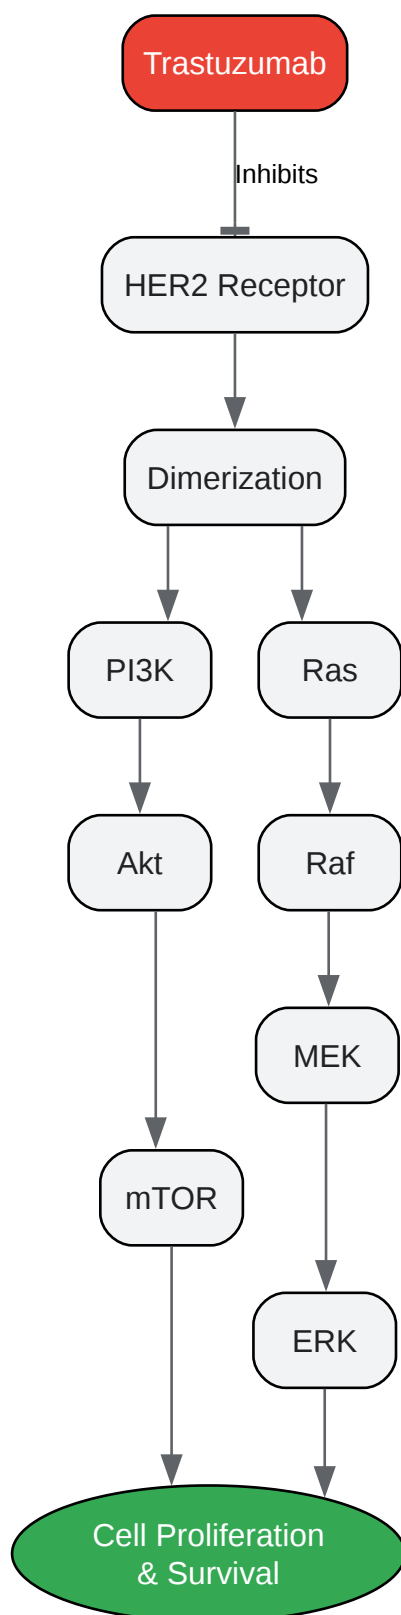 Trastuzumab
Inhibits
HER2 Receptor
Dimerization
PI3K
Ras
Akt
Raf
MEK
mTOR
ERK
Cell Proliferation
& Survival